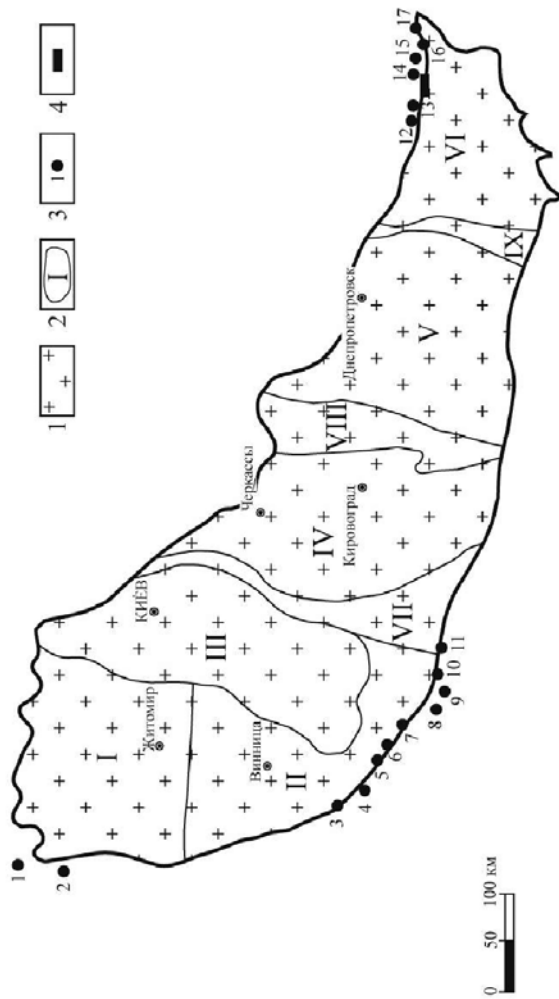 1
2
I
3
1
4
1
2
I
Житомир
КИЕВ
Винница
II
III
Черкассы
IV
Кировоград
VII
VIII
Днепропетровск
V
IX
VI
3
4
5
6
7
8
9
10
11
12
13
14
15
16
17
0 50 100 км